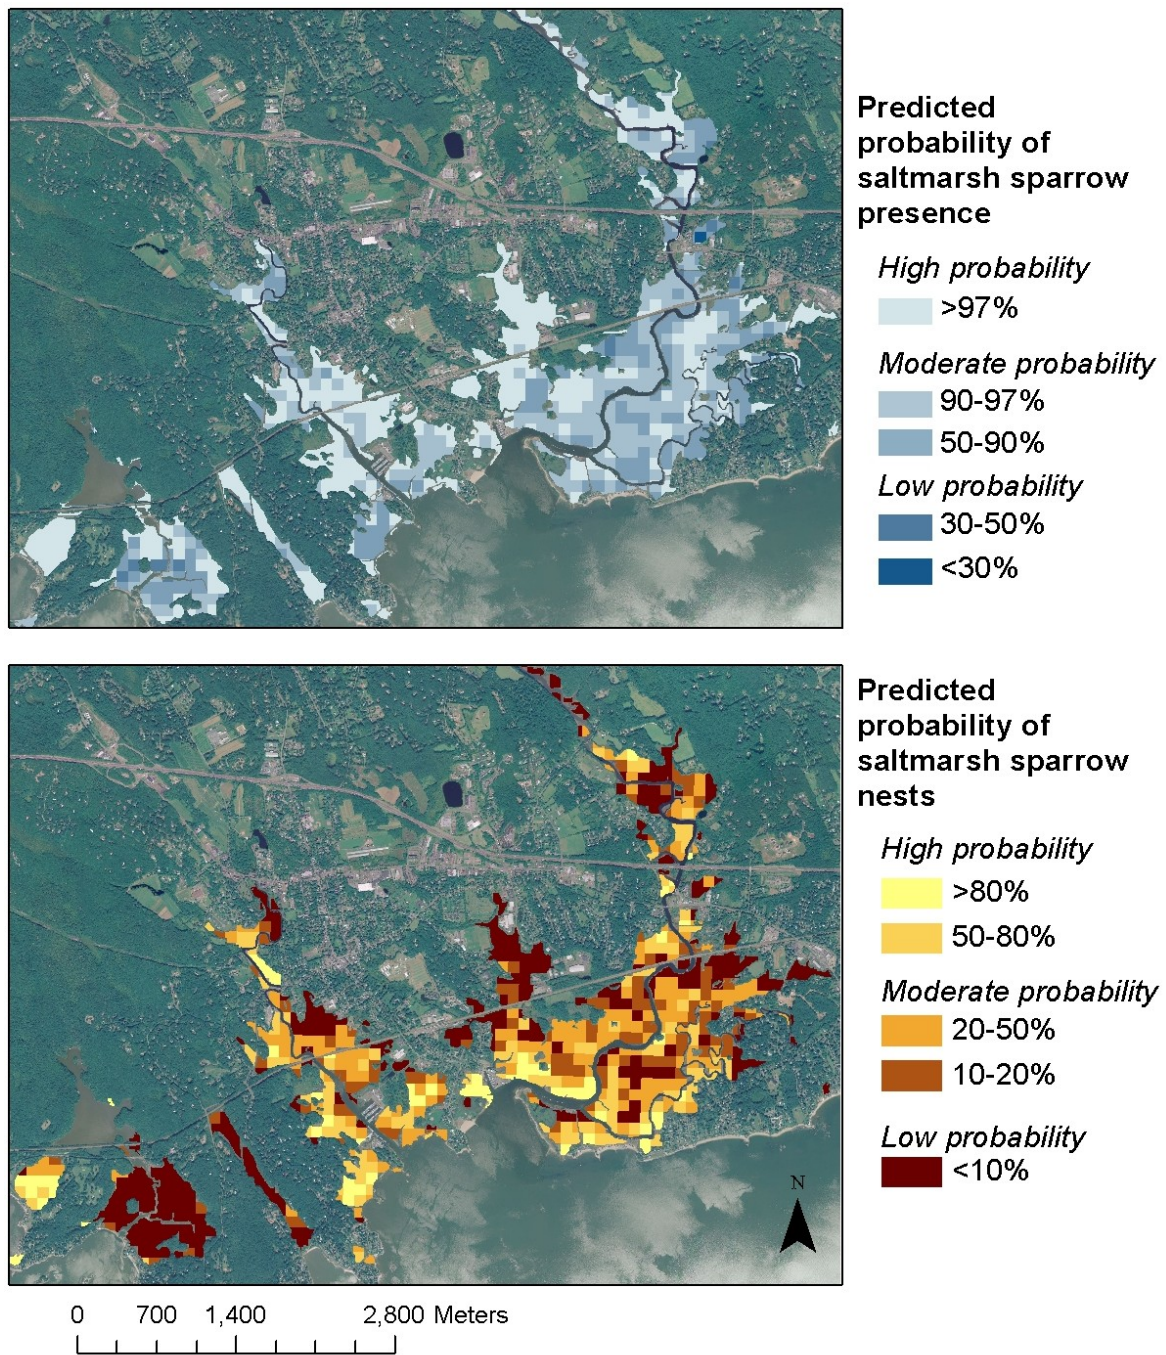 Predicted
probability of
saltmarsh sparrow
presence
High probability
>97%
Moderate probability
90-97%
50-90%
Low probability
30-50%
<30%
Predicted
probability of
saltmarsh sparrow
nests
High probability
>80%
50-80%
Moderate probability
20-50%
10-20%
Low probability
<10%
N
0 700 1,400 2,800 Meters